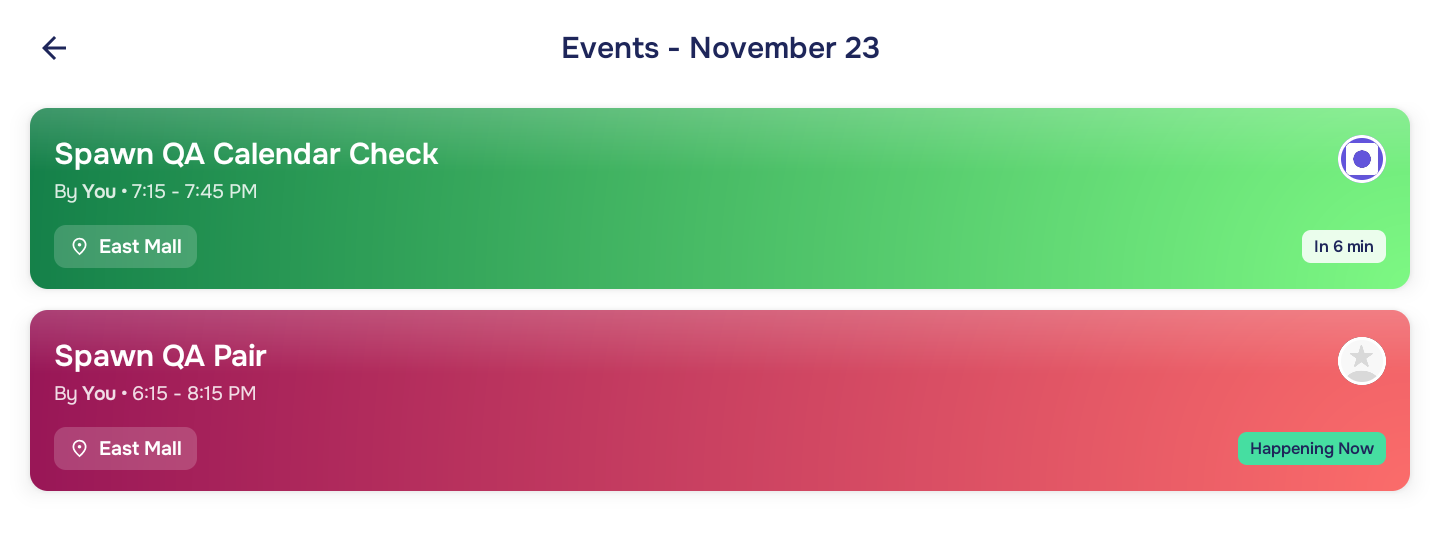 Events - November 23
Spawn QA Calendar Check
By You • 7:15 - 7:45 PM
East Mall
In 6 min
Spawn QA Pair
By You • 6:15 - 8:15 PM
East Mall
Happening Now